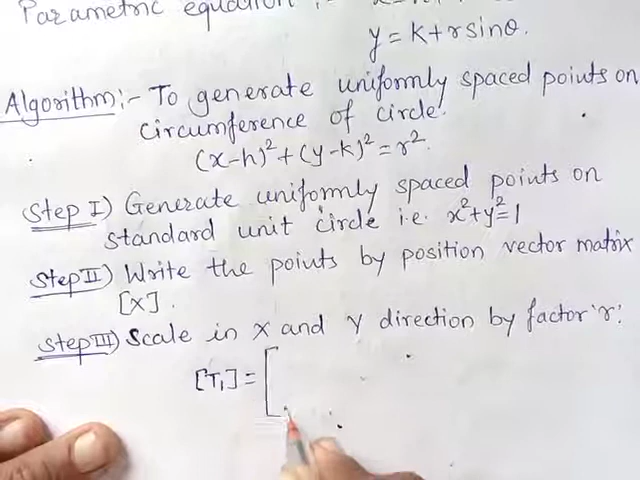 Parametric equation :-
y = k + r sinθ.
Algorithm :- To generate uniformly spaced points on
circumference of circle.
(x-h)² + (y-k)² = r².
Step I) Generate uniformly spaced points on
standard unit circle i.e. x²+y²=1
Step II) Write the points by position vector matrix
[X].
Step III) Scale in x and y direction by factor 'r'.
[T₁] = [